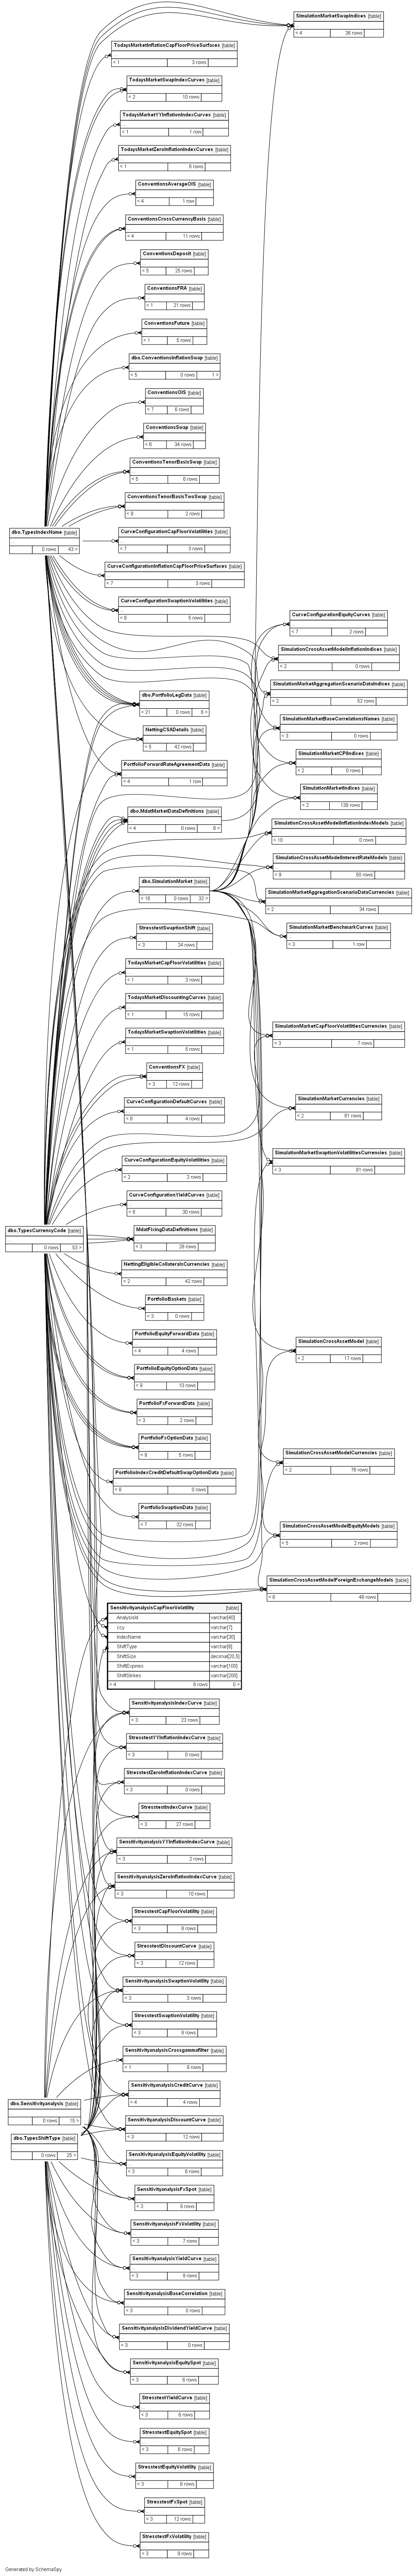 SimulationMarketSwapIndices [table]
...
< 4 36 rows
TodaysMarketInflationCapFloorPriceSurfaces [table]
...
< 1 3 rows
TodaysMarketSwapIndexCurves [table]
...
< 2 10 rows
TodaysMarketYYInflationIndexCurves [table]
...
< 1 1 row
TodaysMarketZeroInflationIndexCurves [table]
...
< 1 6 rows
ConventionsAverageOIS [table]
...
< 4 1 row
ConventionsCrossCurrencyBasis [table]
...
< 4 11 rows
ConventionsDeposit [table]
...
< 5 25 rows
ConventionsFRA [table]
...
< 1 21 rows
ConventionsFuture [table]
...
< 1 5 rows
dbo.ConventionsInflationSwap [table]
...
< 5 0 rows 1 >
ConventionsOIS [table]
...
< 7 6 rows
ConventionsSwap [table]
...
< 8 34 rows
ConventionsTenorBasisSwap [table]
...
< 5 8 rows
ConventionsTenorBasisTwoSwap [table]
...
< 9 2 rows
dbo.TypesIndexName [table]
...
0 rows 43 >
CurveConfigurationCapFloorVolatilities [table]
...
< 7 3 rows
CurveConfigurationInflationCapFloorPriceSurfaces [table]
...
< 7 3 rows
CurveConfigurationSwaptionVolatilities [table]
...
< 8 5 rows
CurveConfigurationEquityCurves [table]
...
< 7 2 rows
SimulationCrossAssetModelInflationIndices [table]
...
< 2 0 rows
SimulationMarketAggregationScenarioDataIndices [table]
...
< 2 52 rows
dbo.PortfolioLegData [table]
...
< 21 0 rows 6 >
SimulationMarketBaseCorrelationsNames [table]
...
< 3 0 rows
NettingCSADetails [table]
...
< 5 42 rows
SimulationMarketCPIIndices [table]
...
< 2 0 rows
PortfolioForwardRateAgreementData [table]
...
< 4 1 row
SimulationMarketIndices [table]
...
< 2 138 rows
dbo.MdatMarketDataDefinitions [table]
...
< 4 0 rows 8 >
SimulationCrossAssetModelInflationIndexModels [table]
...
< 10 0 rows
SimulationCrossAssetModelInterestRateModels [table]
...
< 9 50 rows
dbo.SimulationMarket [table]
...
< 16 0 rows 32 >
SimulationMarketAggregationScenarioDataCurrencies [table]
...
< 2 34 rows
StresstestSwaptionShift [table]
...
< 3 24 rows
SimulationMarketBenchmarkCurves [table]
...
< 3 1 row
TodaysMarketCapFloorVolatilities [table]
...
< 1 3 rows
TodaysMarketDiscountingCurves [table]
...
< 1 15 rows
TodaysMarketSwaptionVolatilities [table]
...
< 1 5 rows
SimulationMarketCapFloorVolatilitiesCurrencies [table]
...
< 3 7 rows
ConventionsFX [table]
...
< 3 12 rows
CurveConfigurationDefaultCurves [table]
...
< 8 4 rows
SimulationMarketCurrencies [table]
...
< 2 81 rows
CurveConfigurationEquityVolatilities [table]
...
< 2 2 rows
SimulationMarketSwaptionVolatilitiesCurrencies [table]
...
< 3 81 rows
CurveConfigurationYieldCurves [table]
...
< 6 30 rows
dbo.TypesCurrencyCode [table]
...
0 rows 53 >
MdatFixingDataDefinitions [table]
...
< 3 26 rows
NettingEligibleCollateralsCurrencies [table]
...
< 2 42 rows
PortfolioBaskets [table]
...
< 3 0 rows
PortfolioEquityForwardData [table]
...
< 4 4 rows
SimulationCrossAssetModel [table]
...
< 2 17 rows
PortfolioEquityOptionData [table]
...
< 9 10 rows
PortfolioFxForwardData [table]
...
< 3 2 rows
PortfolioFxOptionData [table]
...
< 9 5 rows
SimulationCrossAssetModelCurrencies [table]
...
< 2 76 rows
PortfolioIndexCreditDefaultSwapOptionData [table]
...
< 8 0 rows
PortfolioSwaptionData [table]
...
< 7 32 rows
SimulationCrossAssetModelEquityModels [table]
...
< 5 2 rows
SimulationCrossAssetModelForeignExchangeModels [table]
...
< 6 48 rows
SensitivityanalysisCapFloorVolatility [table]
AnalysisId varchar[40]
ccy varchar[7]
IndexName varchar[30]
ShiftType varchar[8]
ShiftSize decimal[20,5]
ShiftExpiries varchar[100]
ShiftStrikes varchar[200]
< 4 6 rows 0 >
SensitivityanalysisIndexCurve [table]
...
< 3 23 rows
StresstestYYInflationIndexCurve [table]
...
< 3 0 rows
StresstestZeroInflationIndexCurve [table]
...
< 3 0 rows
StresstestIndexCurve [table]
...
< 3 27 rows
SensitivityanalysisYYInflationIndexCurve [table]
...
< 3 2 rows
SensitivityanalysisZeroInflationIndexCurve [table]
...
< 3 10 rows
StresstestCapFloorVolatility [table]
...
< 3 8 rows
StresstestDiscountCurve [table]
...
< 3 12 rows
SensitivityanalysisSwaptionVolatility [table]
...
< 3 3 rows
StresstestSwaptionVolatility [table]
...
< 3 8 rows
SensitivityanalysisCrossgammafilter [table]
...
< 1 9 rows
SensitivityanalysisCreditCurve [table]
...
< 4 4 rows
dbo.Sensitivityanalysis [table]
...
0 rows 15 >
SensitivityanalysisDiscountCurve [table]
...
< 3 12 rows
dbo.TypesShiftType [table]
...
0 rows 25 >
SensitivityanalysisEquityVolatility [table]
...
< 3 6 rows
SensitivityanalysisFxSpot [table]
...
< 3 9 rows
SensitivityanalysisFxVolatility [table]
...
< 3 7 rows
SensitivityanalysisYieldCurve [table]
...
< 3 9 rows
SensitivityanalysisBaseCorrelation [table]
...
< 3 0 rows
SensitivityanalysisDividendYieldCurve [table]
...
< 3 0 rows
SensitivityanalysisEquitySpot [table]
...
< 3 6 rows
StresstestYieldCurve [table]
...
< 3 6 rows
StresstestEquitySpot [table]
...
< 3 6 rows
StresstestEquityVolatility [table]
...
< 3 6 rows
StresstestFxSpot [table]
...
< 3 12 rows
StresstestFxVolatility [table]
...
< 3 9 rows
Generated by SchemaSpy